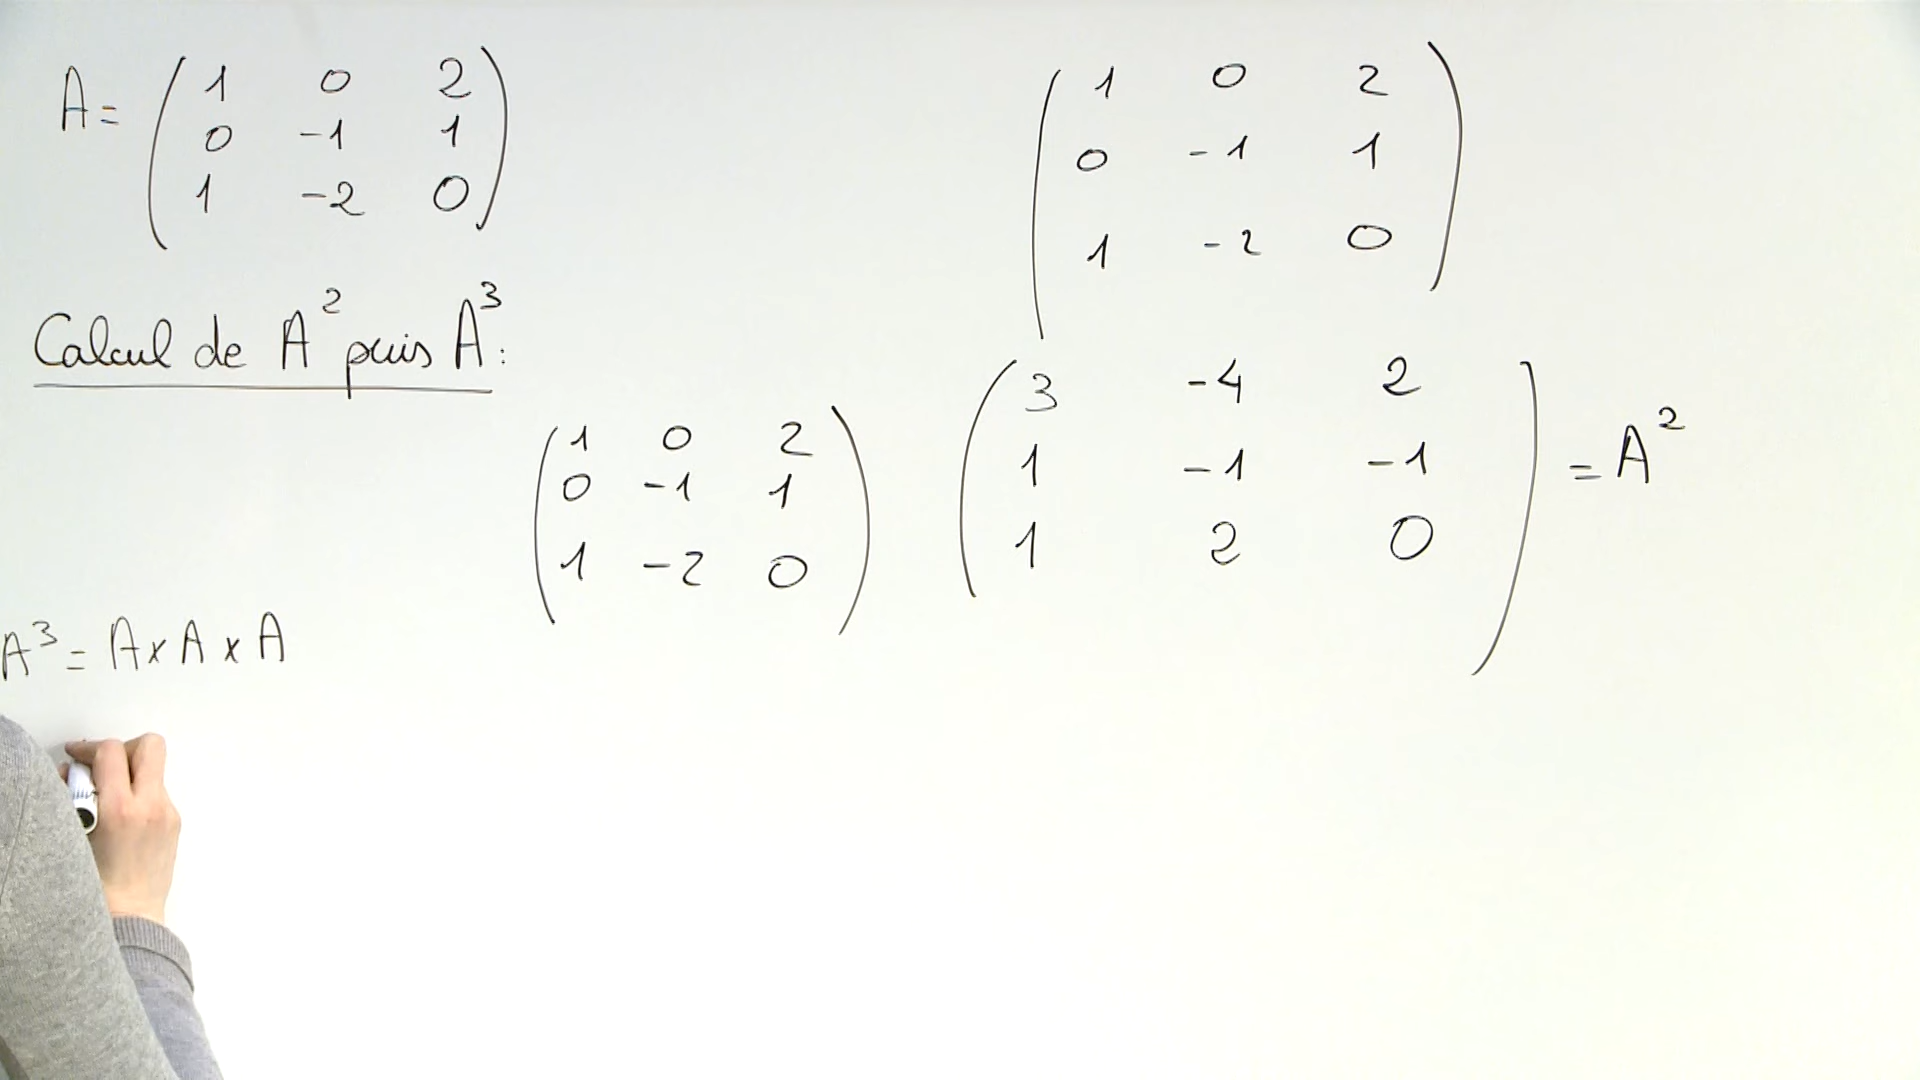 A = ( 1 0 2 )
( 0 -1 1 )
( 1 -2 0 )
( 1 0 2 )
( 0 -1 1 )
( 1 -2 0 )
Calcul de A² puis A³ :
( 1 0 2 )
( 0 -1 1 )
( 1 -2 0 )
( 3 -4 2 )
( 1 -1 -1 ) = A²
( 1 2 0 )
A³ = A x A x A